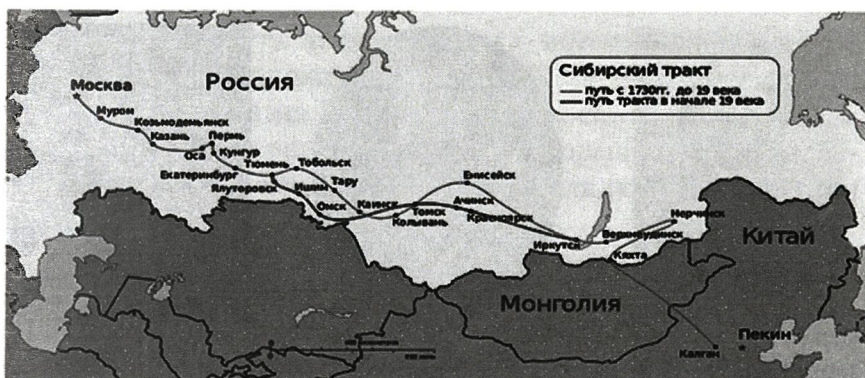 Сибирский тракт
путь с 1730гг. до 19 века
путь тракта в начале 19 века
Россия
Москва
Муром
Козьмодемьянск
Казань
Оса
Пермь
Кунгур
Екатеринбург
Тюмень
Тобольск
Ялуторовск
Ишим
Тару
Омск
Каинск
Колывань
Томск
Енисейск
Ачинск
Красноярск
Иркутск
Верхнеудинск
Нерчинск
Кяхта
Китай
Монголия
Калган
Пекин